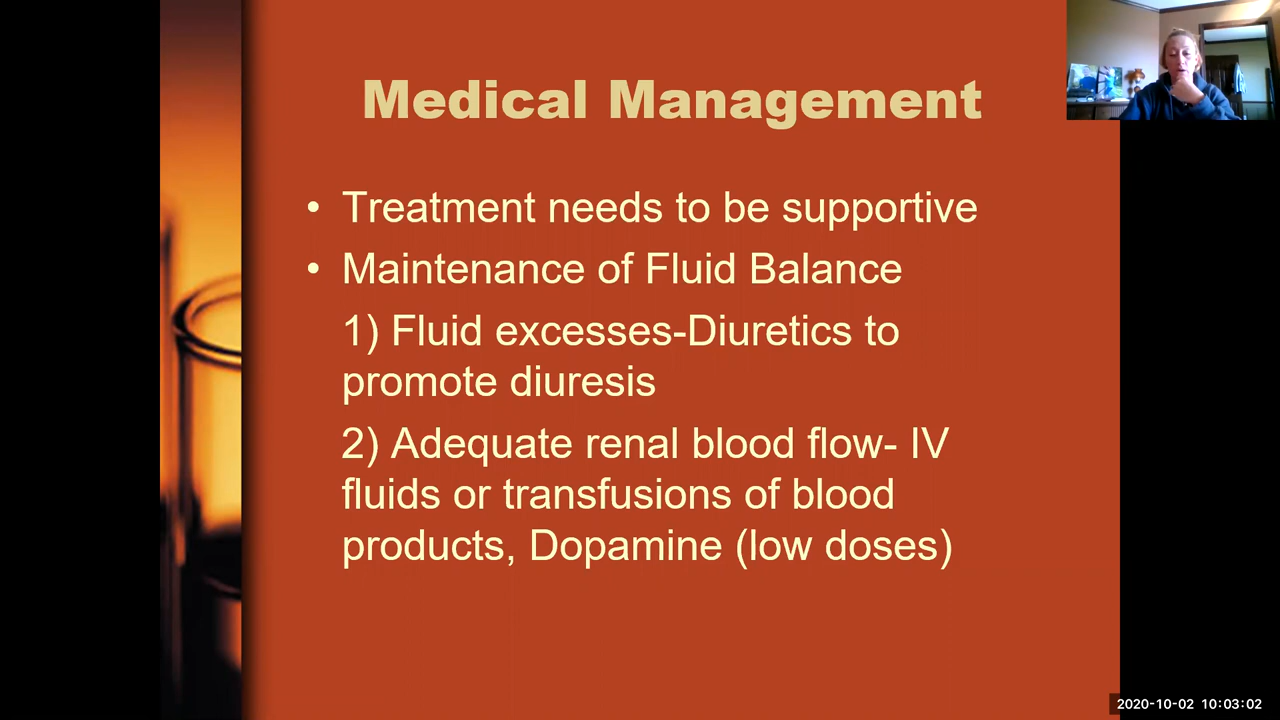 Medical Management
• Treatment needs to be supportive
• Maintenance of Fluid Balance
1) Fluid excesses-Diuretics to
promote diuresis
2) Adequate renal blood flow- IV
fluids or transfusions of blood
products, Dopamine (low doses)
2020-10-02 10:03:02